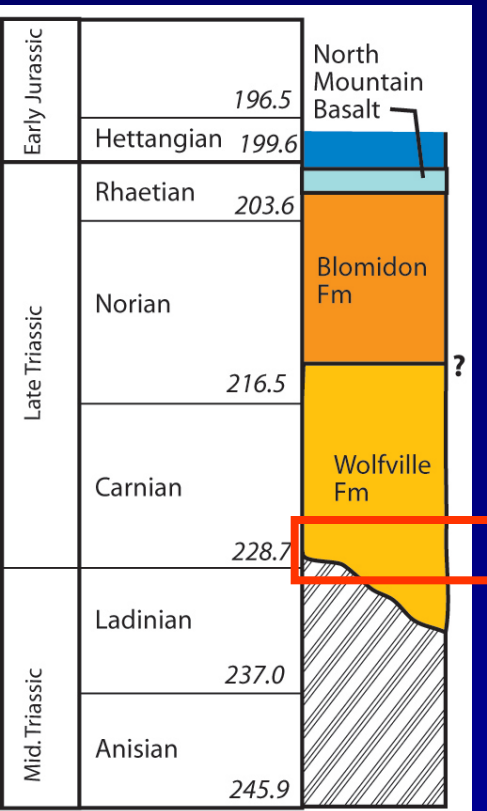 Early Jurassic
196.5
Hettangian 199.6
North
Mountain
Basalt
Late Triassic
Rhaetian
203.6
Norian
216.5
Carnian
228.7
Blomidon
Fm
?
Wolfville
Fm
Mid. Triassic
Ladinian
237.0
Anisian
245.9